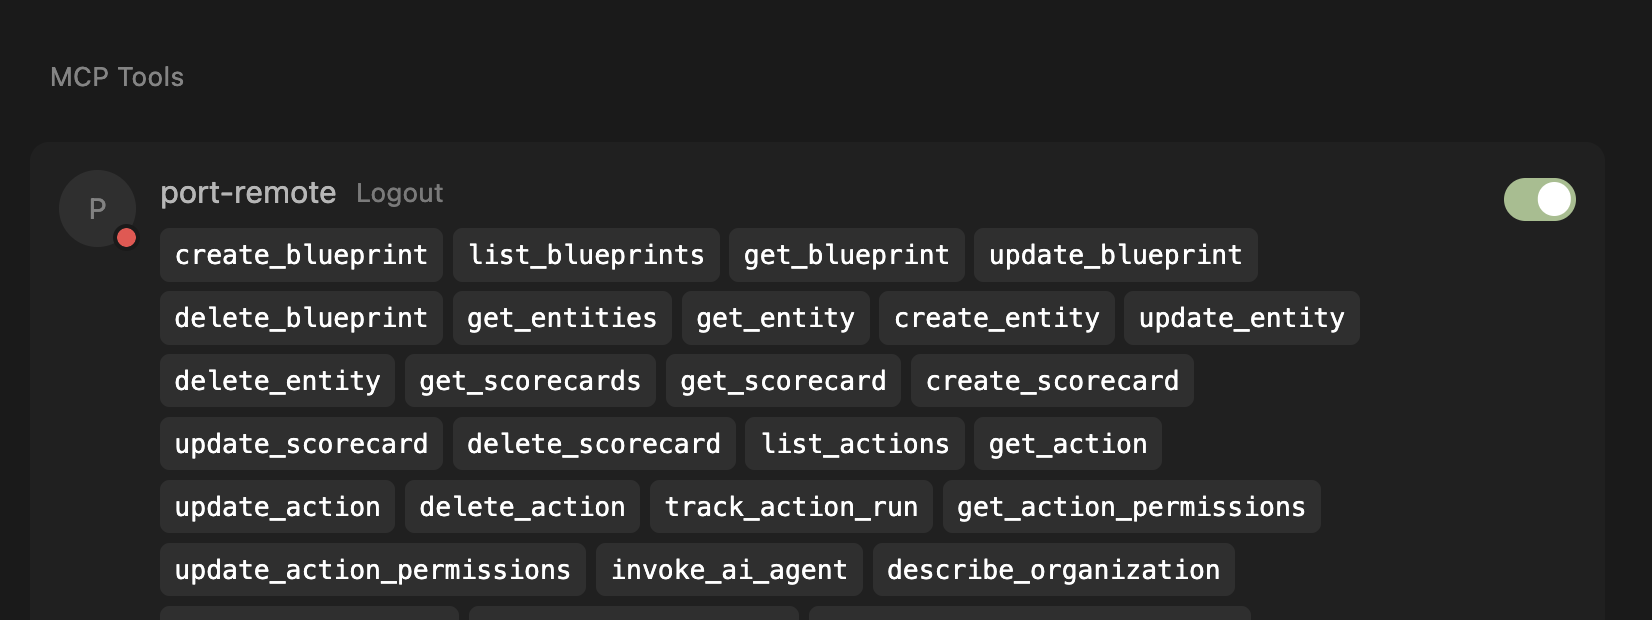 MCP Tools
P
port-remote Logout
create_blueprint list_blueprints get_blueprint update_blueprint
delete_blueprint get_entities get_entity create_entity update_entity
delete_entity get_scorecards get_scorecard create_scorecard
update_scorecard delete_scorecard list_actions get_action
update_action delete_action track_action_run get_action_permissions
update_action_permissions invoke_ai_agent describe_organization